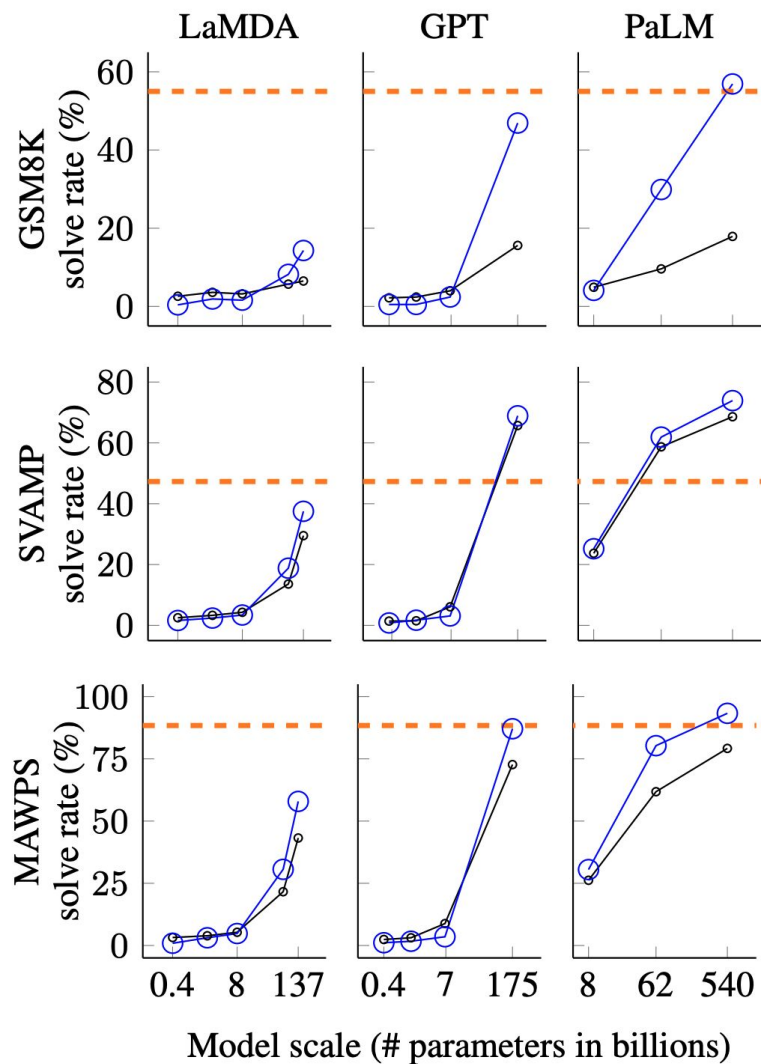 LaMDA GPT PaLM
GSM8K
solve rate (%)
60
40
20
0
SVAMP
solve rate (%)
80
60
40
20
0
MAWPS
solve rate (%)
100
75
50
25
0
0.4 8 137 0.4 7 175 8 62 540
Model scale (# parameters in billions)